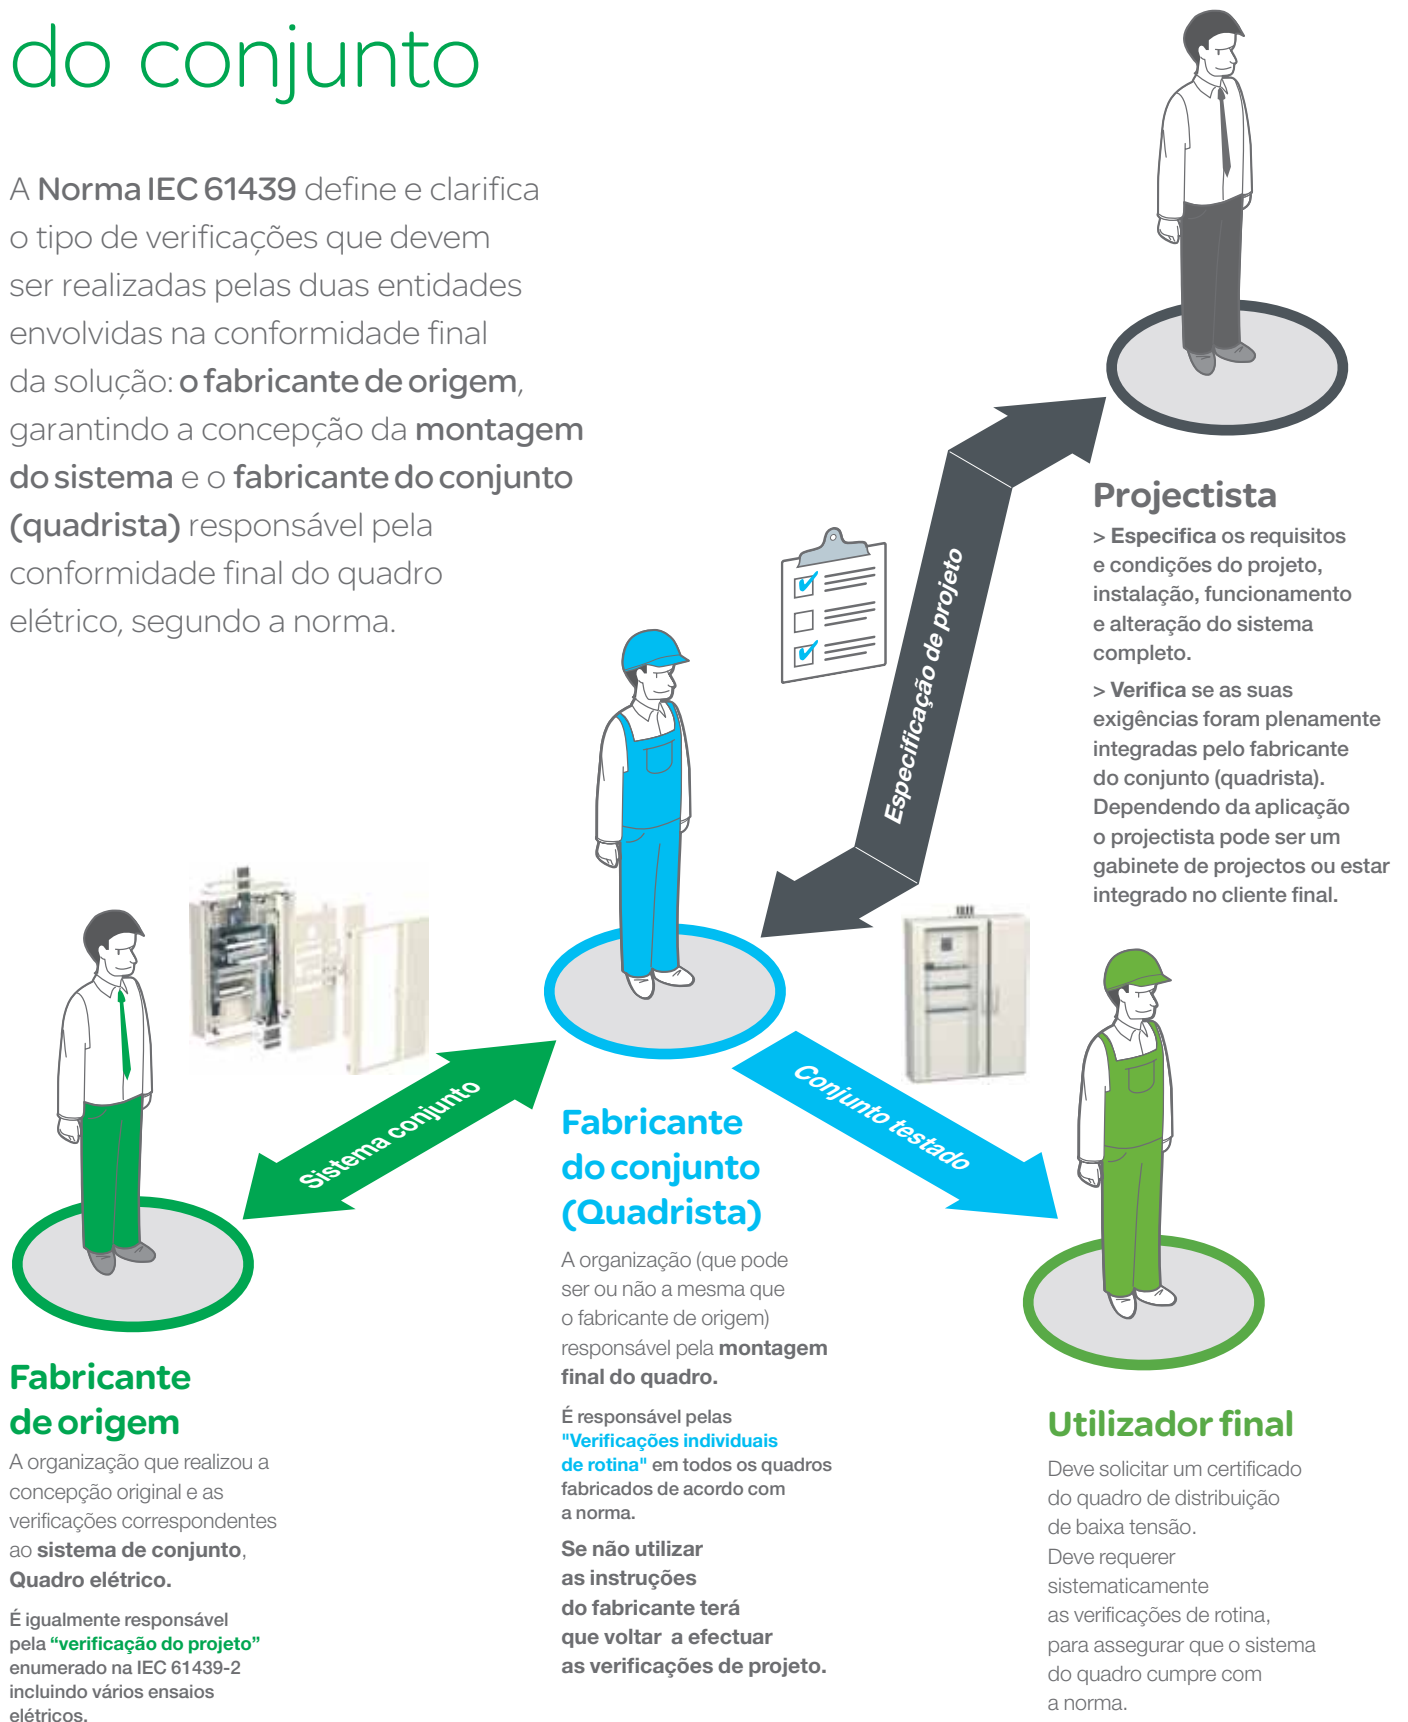 do conjunto
A Norma IEC 61439 define e clarifica
o tipo de verificações que devem
ser realizadas pelas duas entidades
envolvidas na conformidade final
da solução: o fabricante de origem,
garantindo a concepção da montagem
do sistema e o fabricante do conjunto
(quadrista) responsável pela
conformidade final do quadro
elétrico, segundo a norma.
Especificação de projeto
Projectista
> Especifica os requisitos
e condições do projeto,
instalação, funcionamento
e alteração do sistema
completo.
> Verifica se as suas
exigências foram plenamente
integradas pelo fabricante
do conjunto (quadrista).
Dependendo da aplicação
o projectista pode ser um
gabinete de projectos ou estar
integrado no cliente final.
Sistema conjunto
Conjunto testado
Fabricante
do conjunto
(Quadrista)
A organização (que pode
ser ou não a mesma que
o fabricante de origem)
responsável pela montagem
final do quadro.
É responsável pelas
"Verificações individuais
de rotina" em todos os quadros
fabricados de acordo com
a norma.
Se não utilizar
as instruções
do fabricante terá
que voltar a efectuar
as verificações de projeto.
Fabricante
de origem
A organização que realizou a
concepção original e as
verificações correspondentes
ao sistema de conjunto,
Quadro elétrico.
É igualmente responsável
pela “verificação do projeto”
enumerado na IEC 61439-2
incluindo vários ensaios
elétricos.
Utilizador final
Deve solicitar um certificado
do quadro de distribuição
de baixa tensão.
Deve requerer
sistematicamente
as verificações de rotina,
para assegurar que o sistema
do quadro cumpre com
a norma.